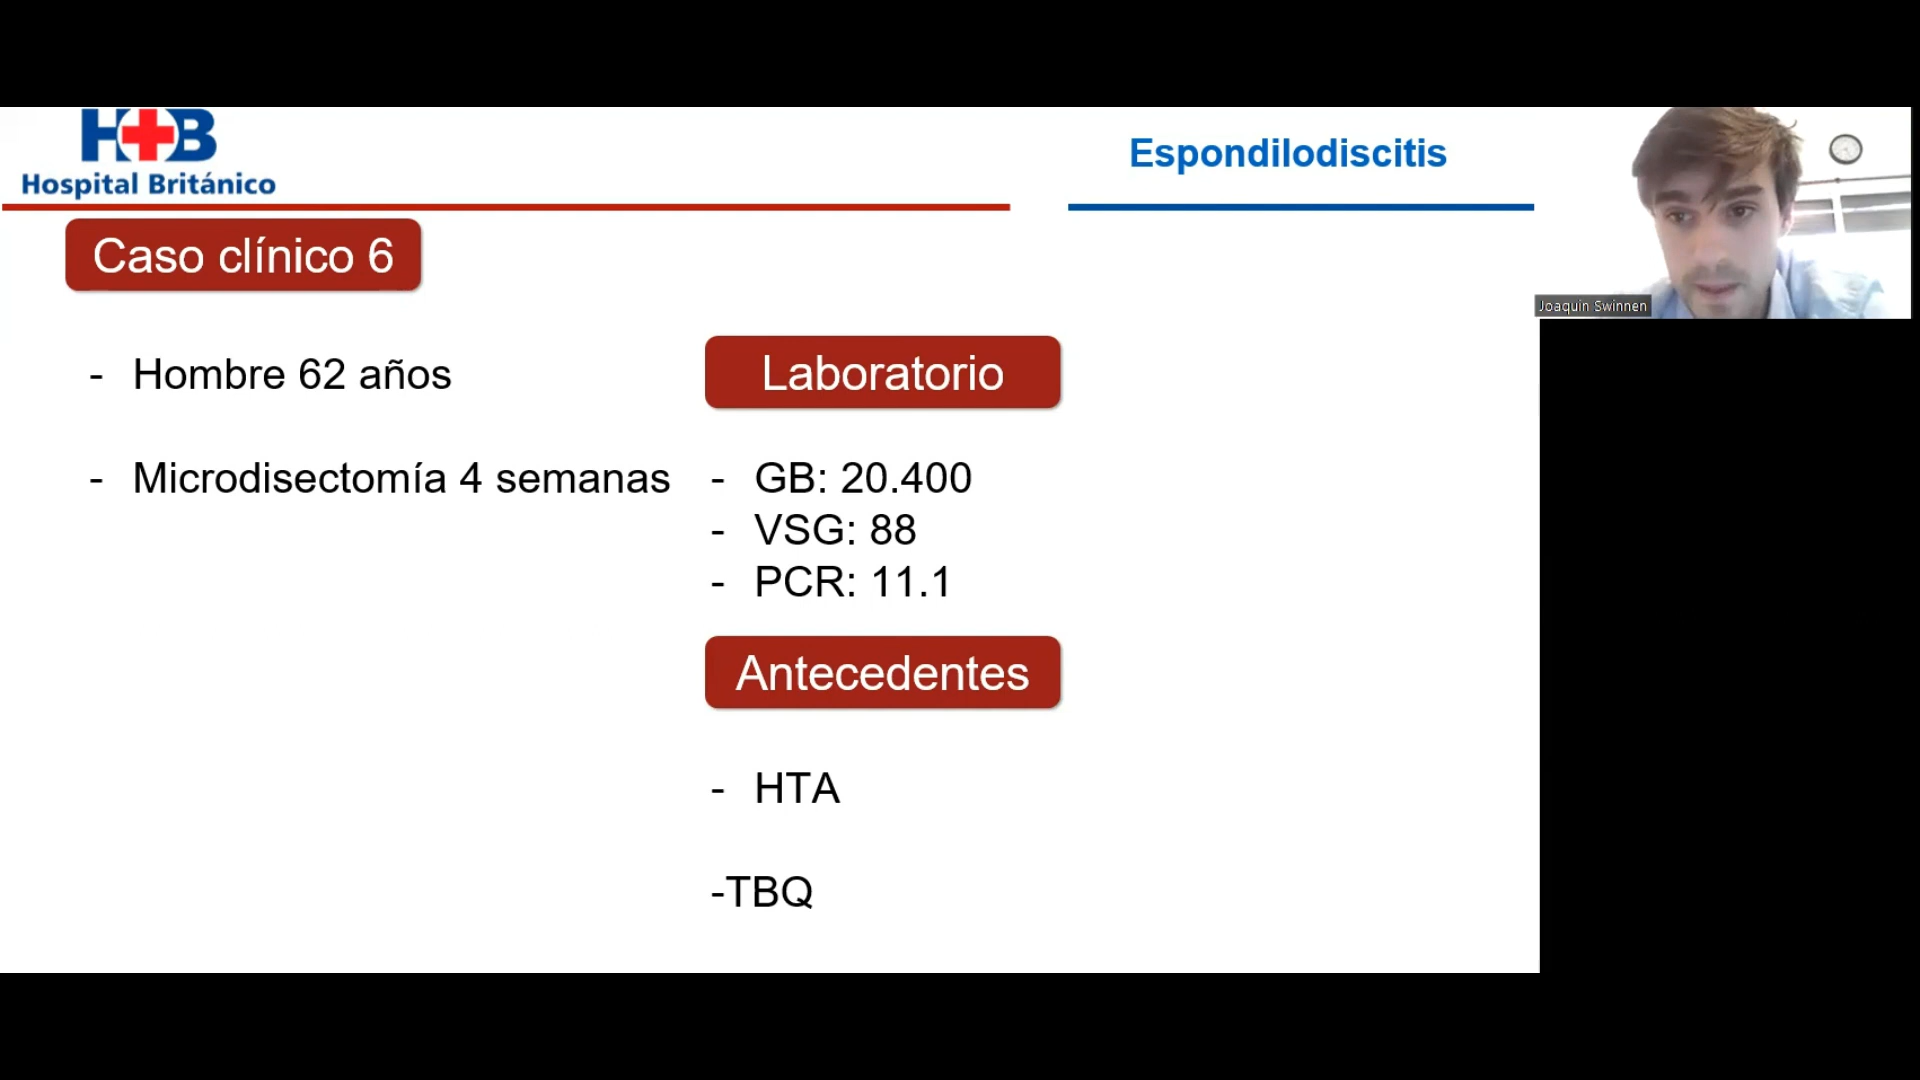 H+B
Hospital Británico
Espondilodiscitis
Caso clínico 6
Joaquin Swinnen
- Hombre 62 años
- Microdisectomía 4 semanas
Laboratorio
- GB: 20.400
- VSG: 88
- PCR: 11.1
Antecedentes
- HTA
-TBQ